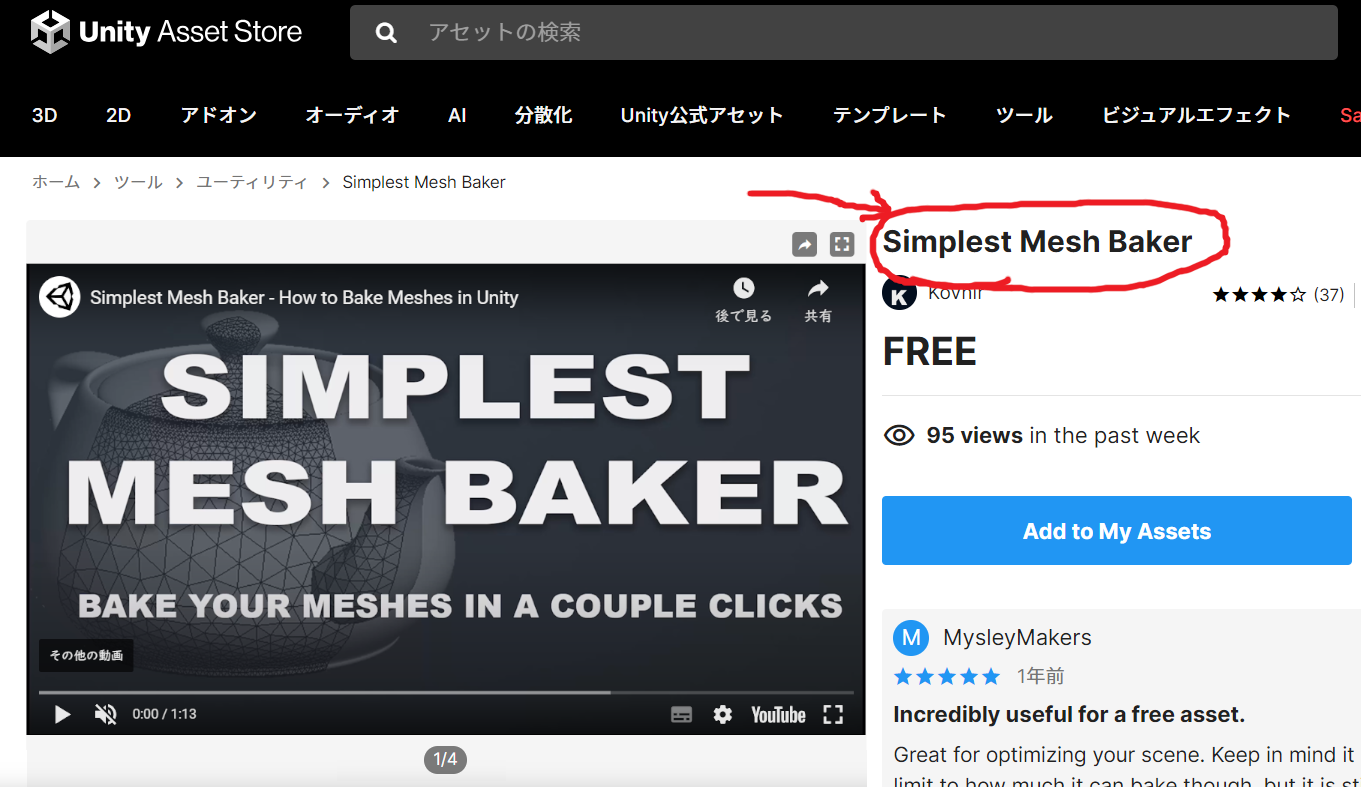 Unity Asset Store
アセットの検索
3D 2D アドオン オーディオ AI 分散化 Unity公式アセット テンプレート ツール ビジュアルエフェクト Sa
ホーム > ツール > ユーティリティ > Simplest Mesh Baker
Simplest Mesh Baker - How to Bake Meshes in Unity
後で見る 共有
SIMPLEST
MESH BAKER
BAKE YOUR MESHES IN A COUPLE CLICKS
その他の動画
0:00 / 1:13
YouTube
1/4
Simplest Mesh Baker
K Kovnir
(37)
FREE
95 views in the past week
Add to My Assets
M MysleyMakers
1年前
Incredibly useful for a free asset.
Great for optimizing your scene. Keep in mind it
limit to how much it can bake though, but it is st